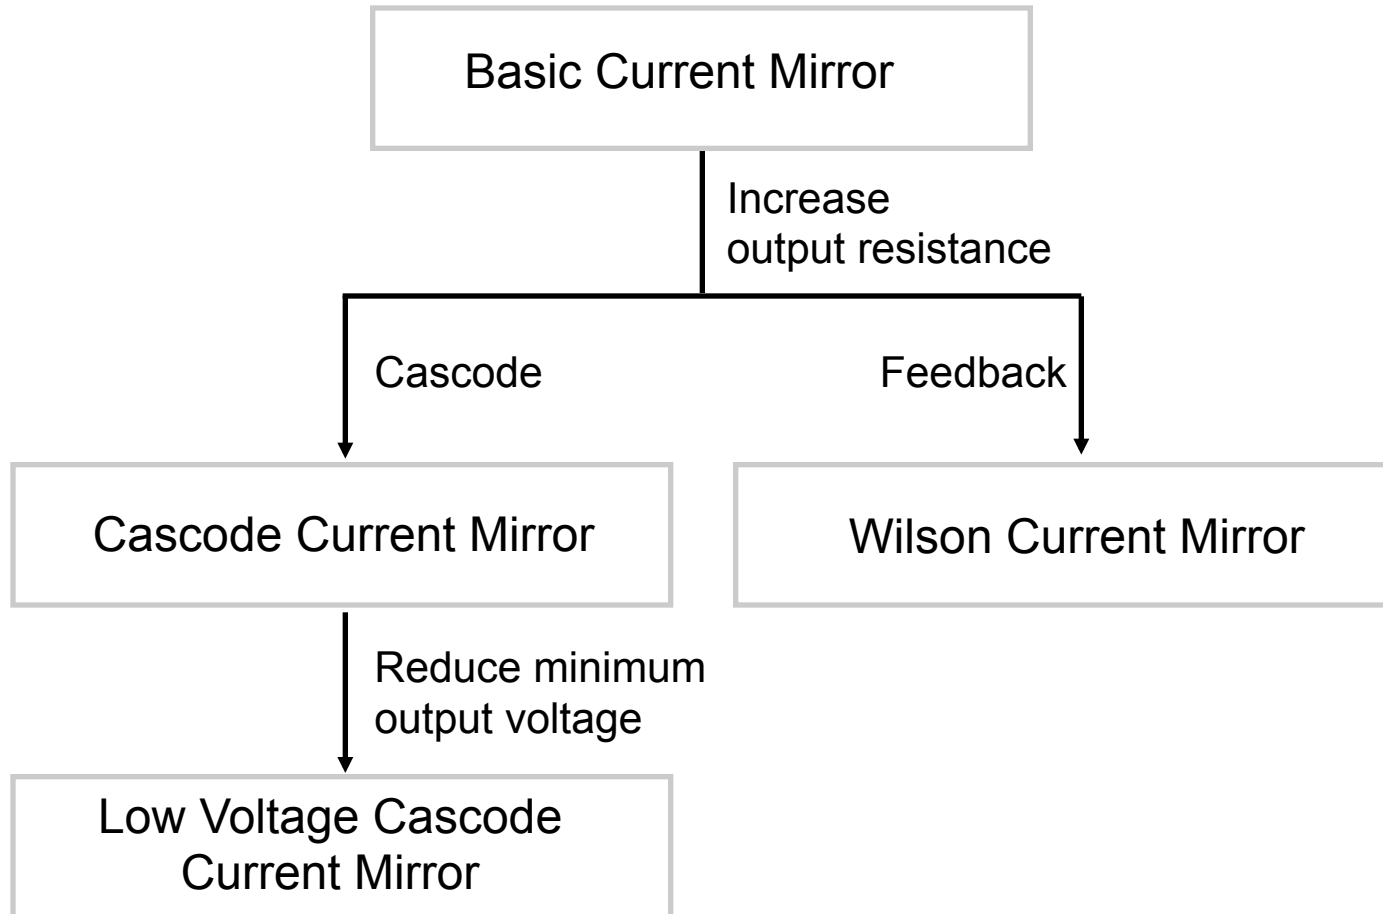 Basic Current Mirror
Increase
output resistance
Cascode
Feedback
Cascode Current Mirror
Wilson Current Mirror
Reduce minimum
output voltage
Low Voltage Cascode
Current Mirror